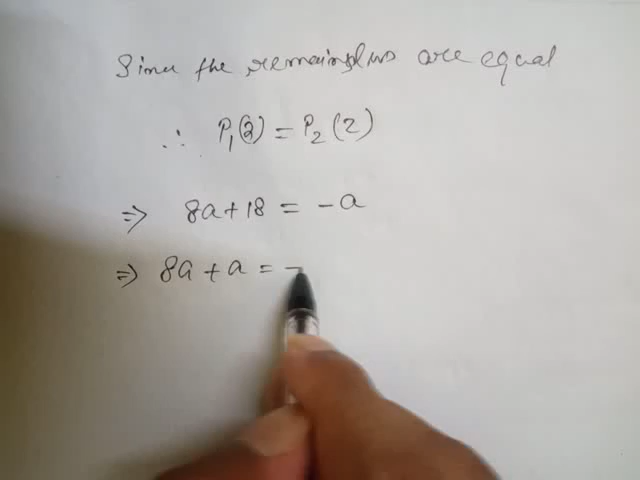 Since the remainders are equal
∴ P₁(2) = P₂(2)
⇒ 8a+18 = -a
⇒ 8a + a = -